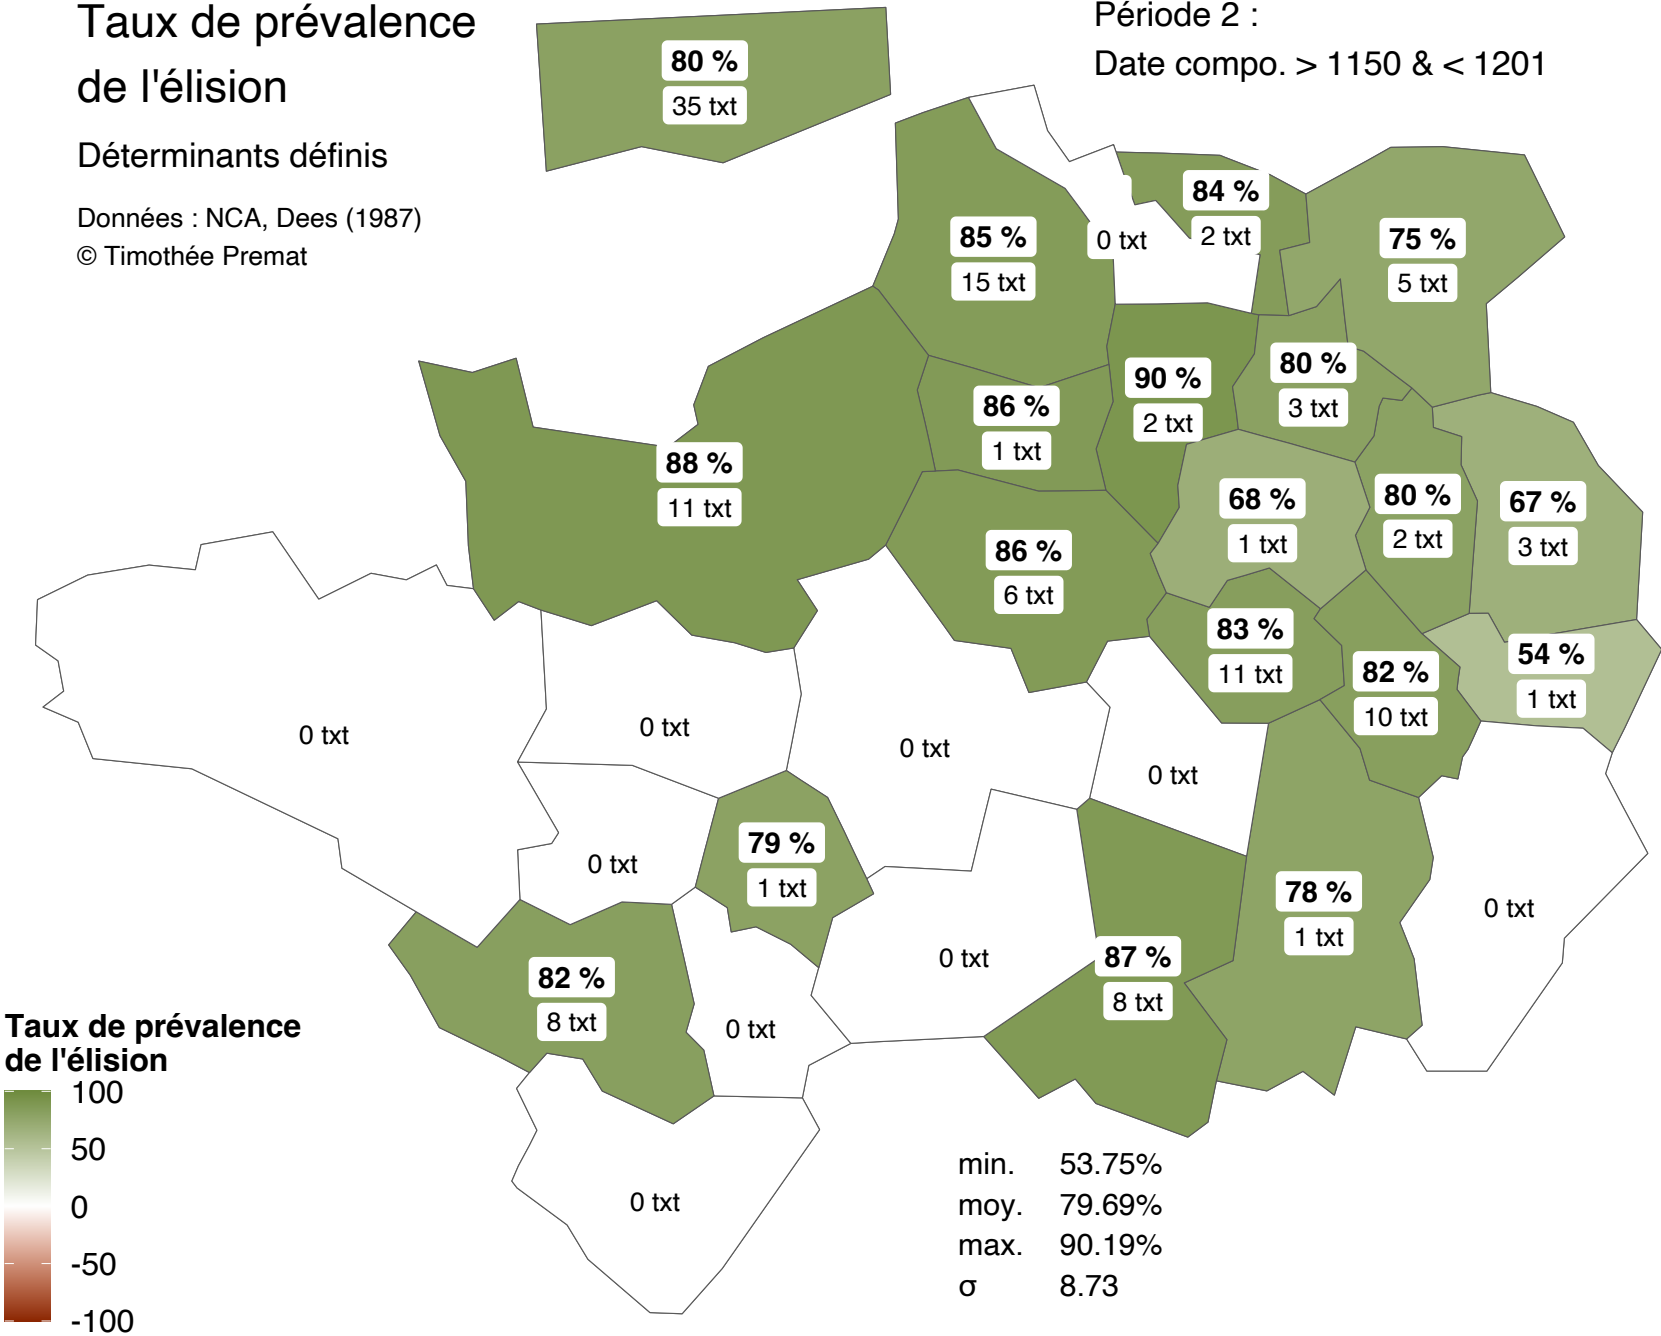 Taux de prévalence
de l'élision
Déterminants définis
Données : NCA, Dees (1987)
© Timothée Premat
Période 2 :
Date compo. > 1150 & < 1201
80 %
35 txt
84 %
2 txt
85 %
15 txt
0 txt
75 %
5 txt
80 %
3 txt
90 %
2 txt
86 %
1 txt
88 %
11 txt
68 %
1 txt
80 %
2 txt
67 %
3 txt
86 %
6 txt
83 %
11 txt
82 %
10 txt
54 %
1 txt
0 txt
0 txt
0 txt
0 txt
0 txt
79 %
1 txt
78 %
1 txt
0 txt
0 txt
87 %
8 txt
82 %
8 txt
0 txt
0 txt
Taux de prévalence
de l'élision
100
50
0
-50
-100
min. 53.75%
moy. 79.69%
max. 90.19%
σ 8.73